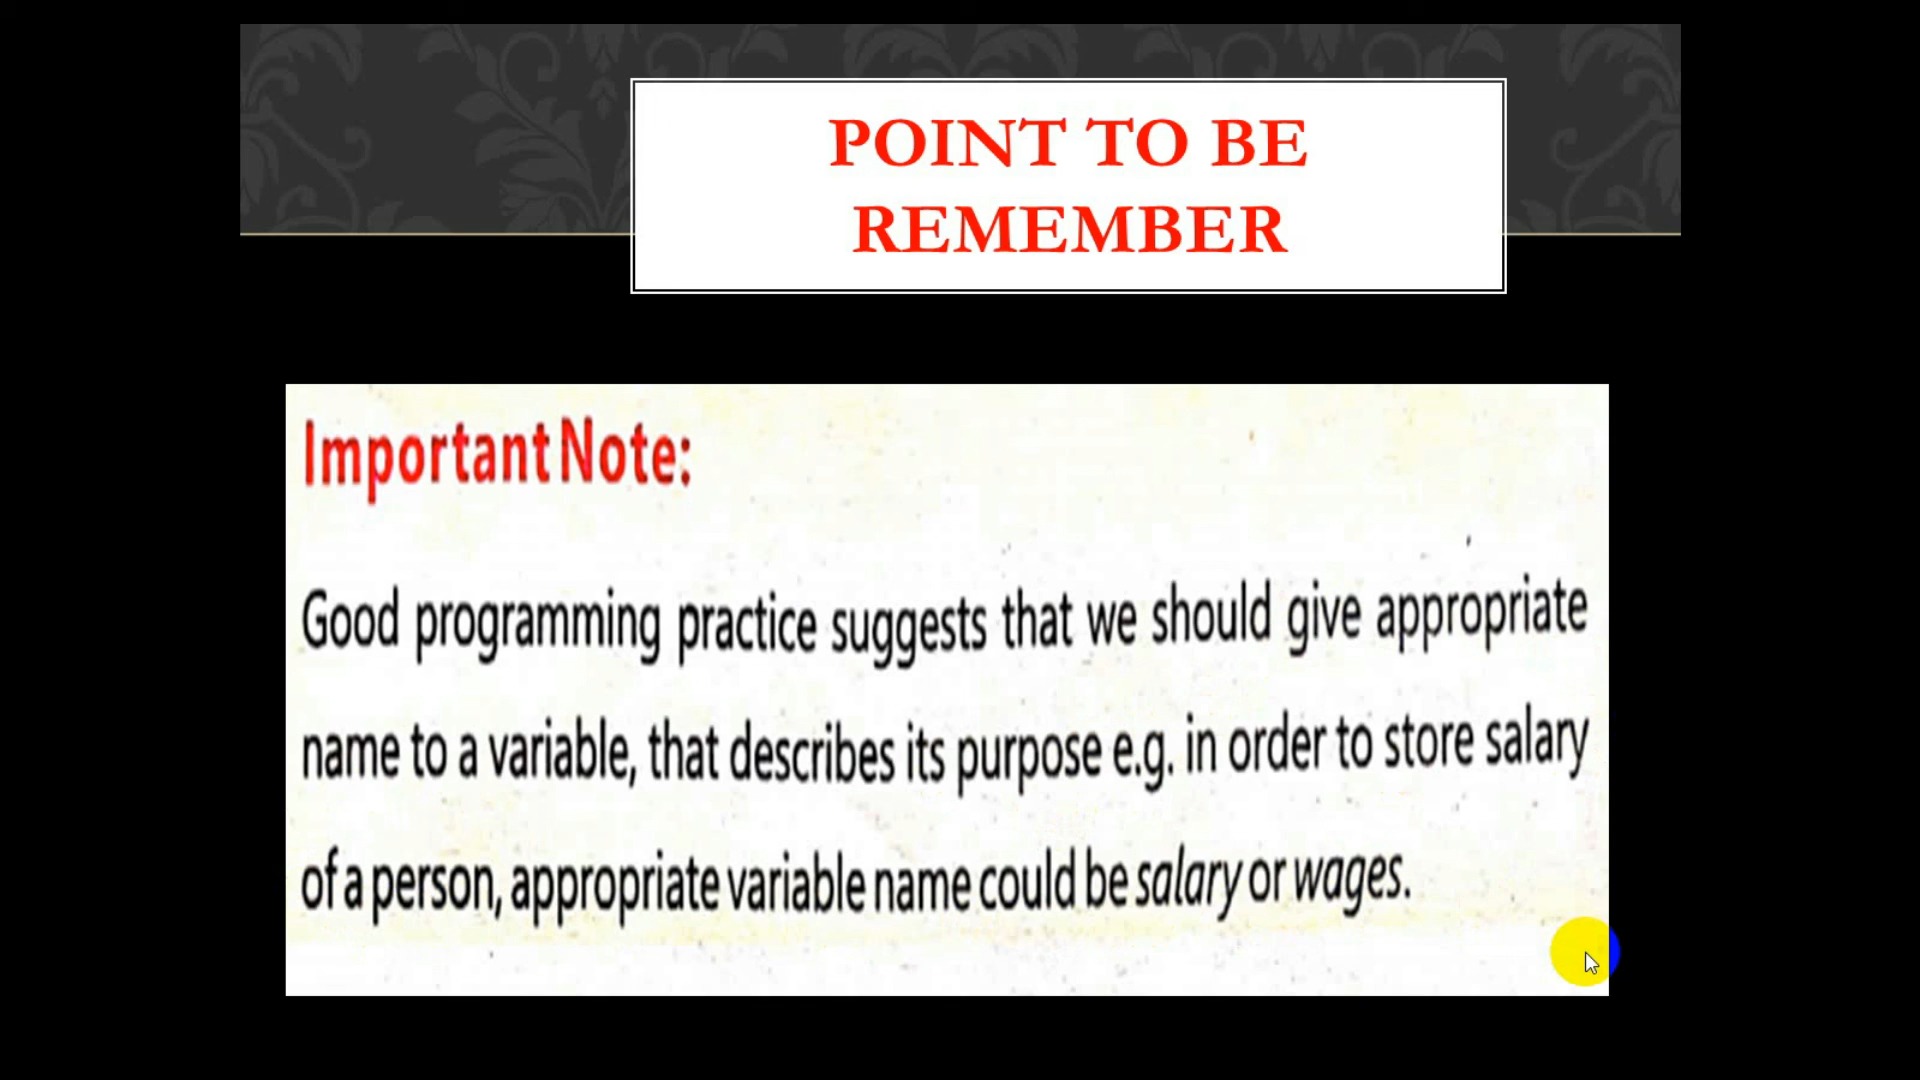 POINT TO BE
REMEMBER
Important Note:
Good programming practice suggests that we should give appropriate
name to a variable, that describes its purpose e.g. in order to store salary
of a person, appropriate variable name could be salary or wages.